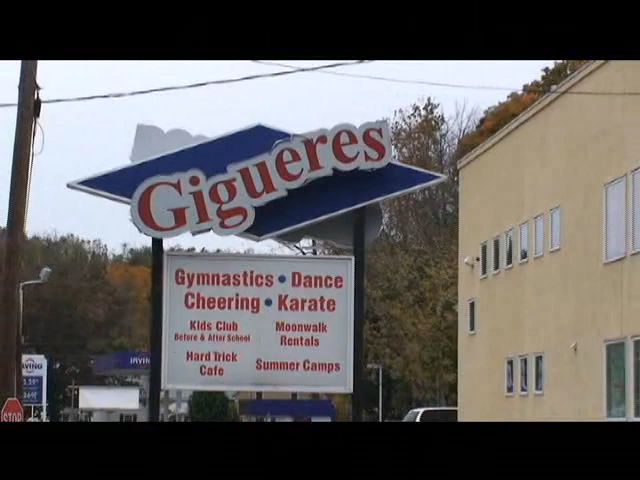 Gigueres
Gymnastics • Dance
Cheering • Karate
Kids Club
Before & After School
Moonwalk
Rentals
Hard Trick
Cafe
Summer Camps
IRVING
STOP